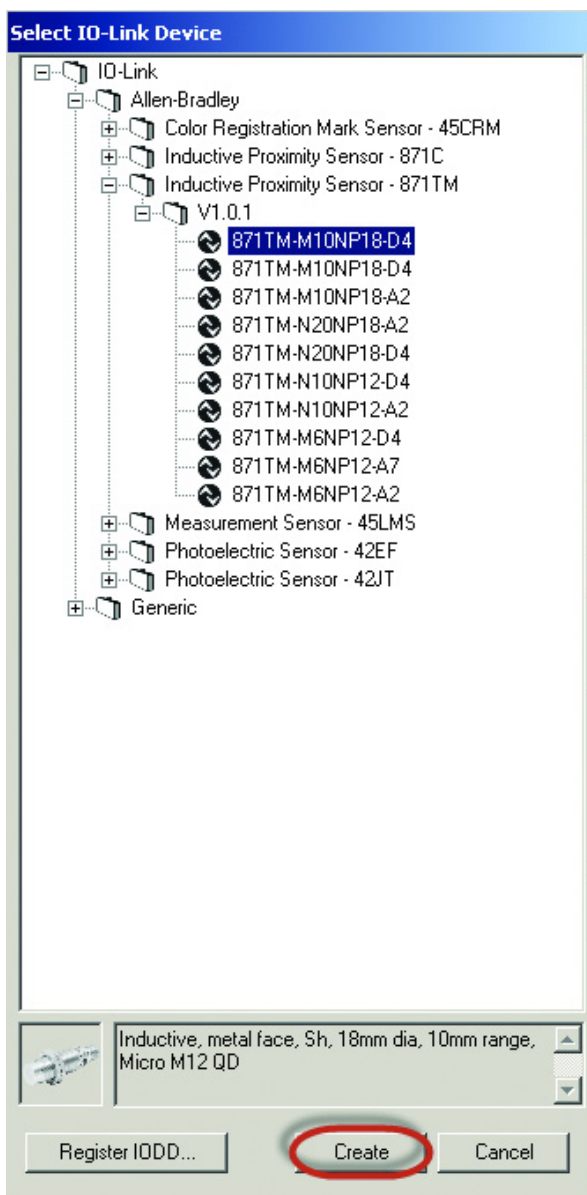 Select IO-Link Device
IO-Link
Allen-Bradley
Color Registration Mark Sensor - 45CRM
Inductive Proximity Sensor - 871C
Inductive Proximity Sensor - 871TM
V1.0.1
871TM-M10NP18-D4
871TM-M10NP18-D4
871TM-M10NP18-A2
871TM-N20NP18-A2
871TM-N20NP18-D4
871TM-N10NP12-D4
871TM-N10NP12-A2
871TM-M6NP12-D4
871TM-M6NP12-A7
871TM-M6NP12-A2
Measurement Sensor - 45LMS
Photoelectric Sensor - 42EF
Photoelectric Sensor - 42JT
Generic
Inductive, metal face, Sh, 18mm dia, 10mm range,
Micro M12 QD
Register IODD... Create Cancel